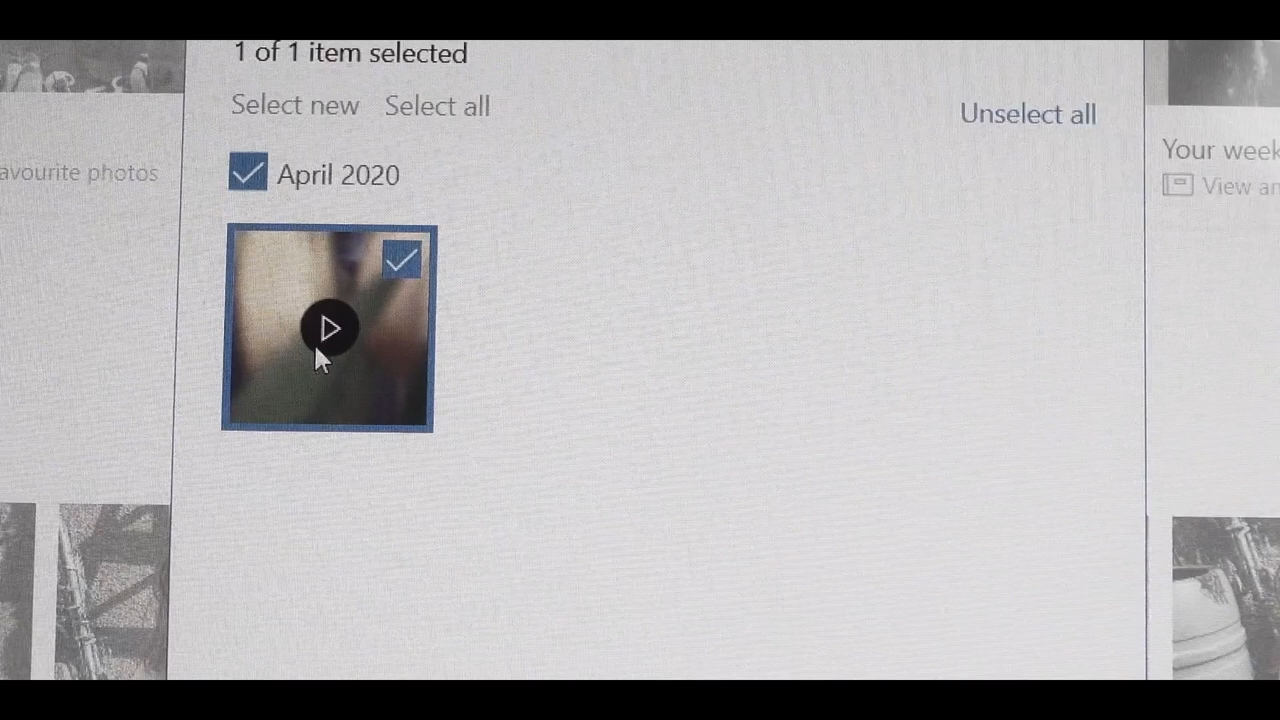 1 of 1 item selected
Select new Select all
Unselect all
April 2020
avourite photos
Your week
View an